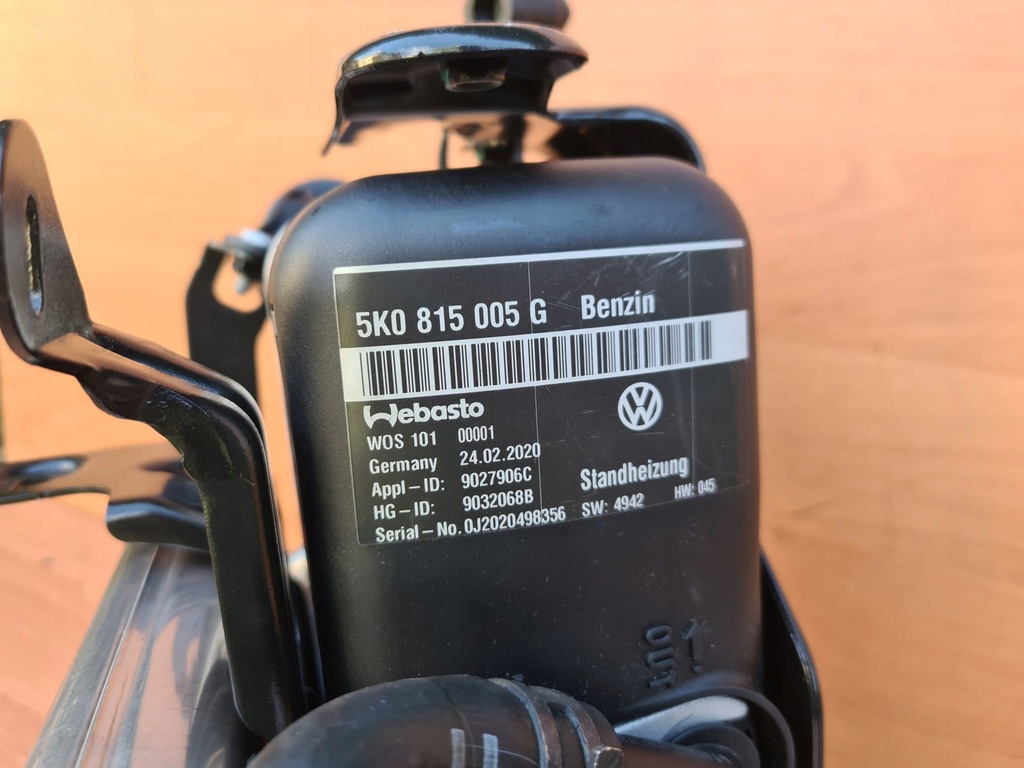 5K0 815 005 G Benzin
Webasto
WOS 101 00001
Germany 24.02.2020
Appl-ID: 9027906C
HG-ID: 9032068B
Serial-No. 0J2020498356
VW
Standheizung
SW: 4942 HW: 045
OUT